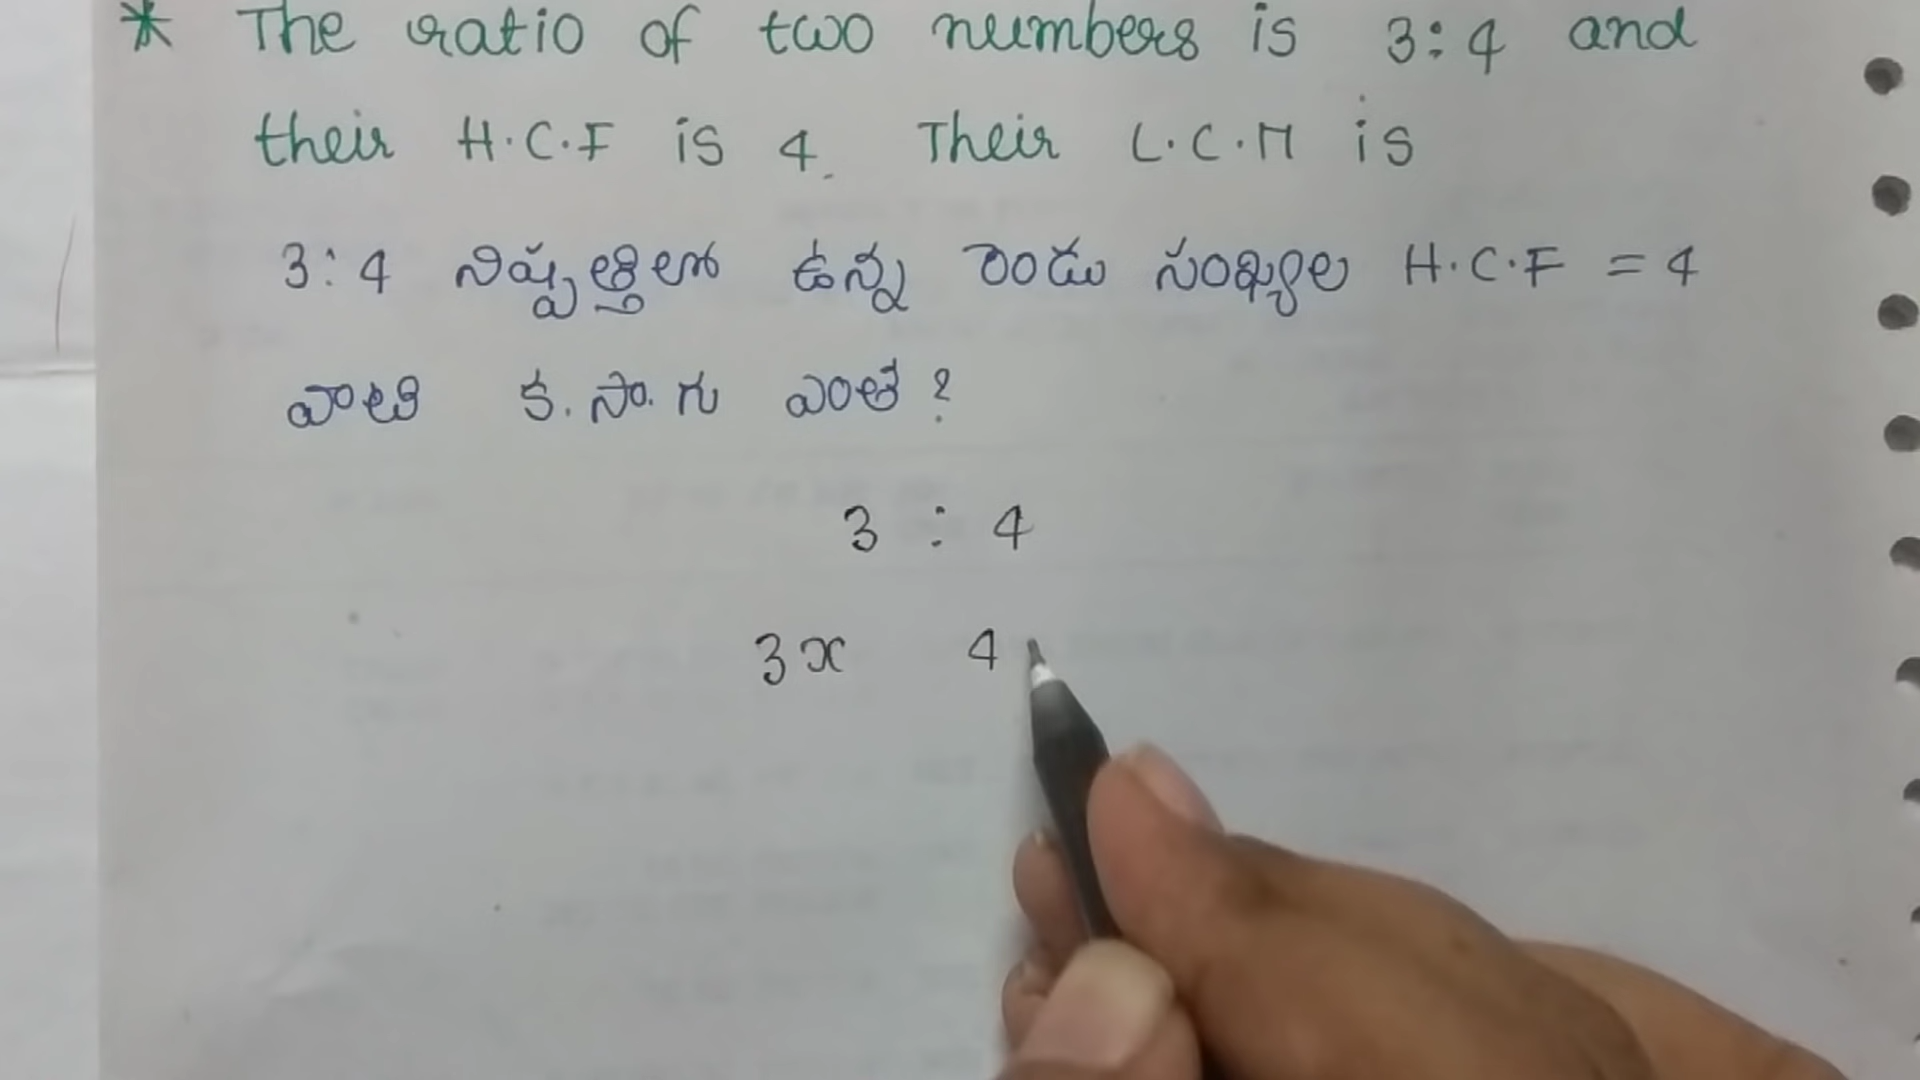 * The ratio of two numbers is 3:4 and
their H.C.F is 4. Their L.C.M is
3:4 నిష్పత్తిలో ఉన్న రెండు సంఖ్యల H.C.F = 4
వాటి క.సా.గు ఎంత?
3 : 4
3x 4